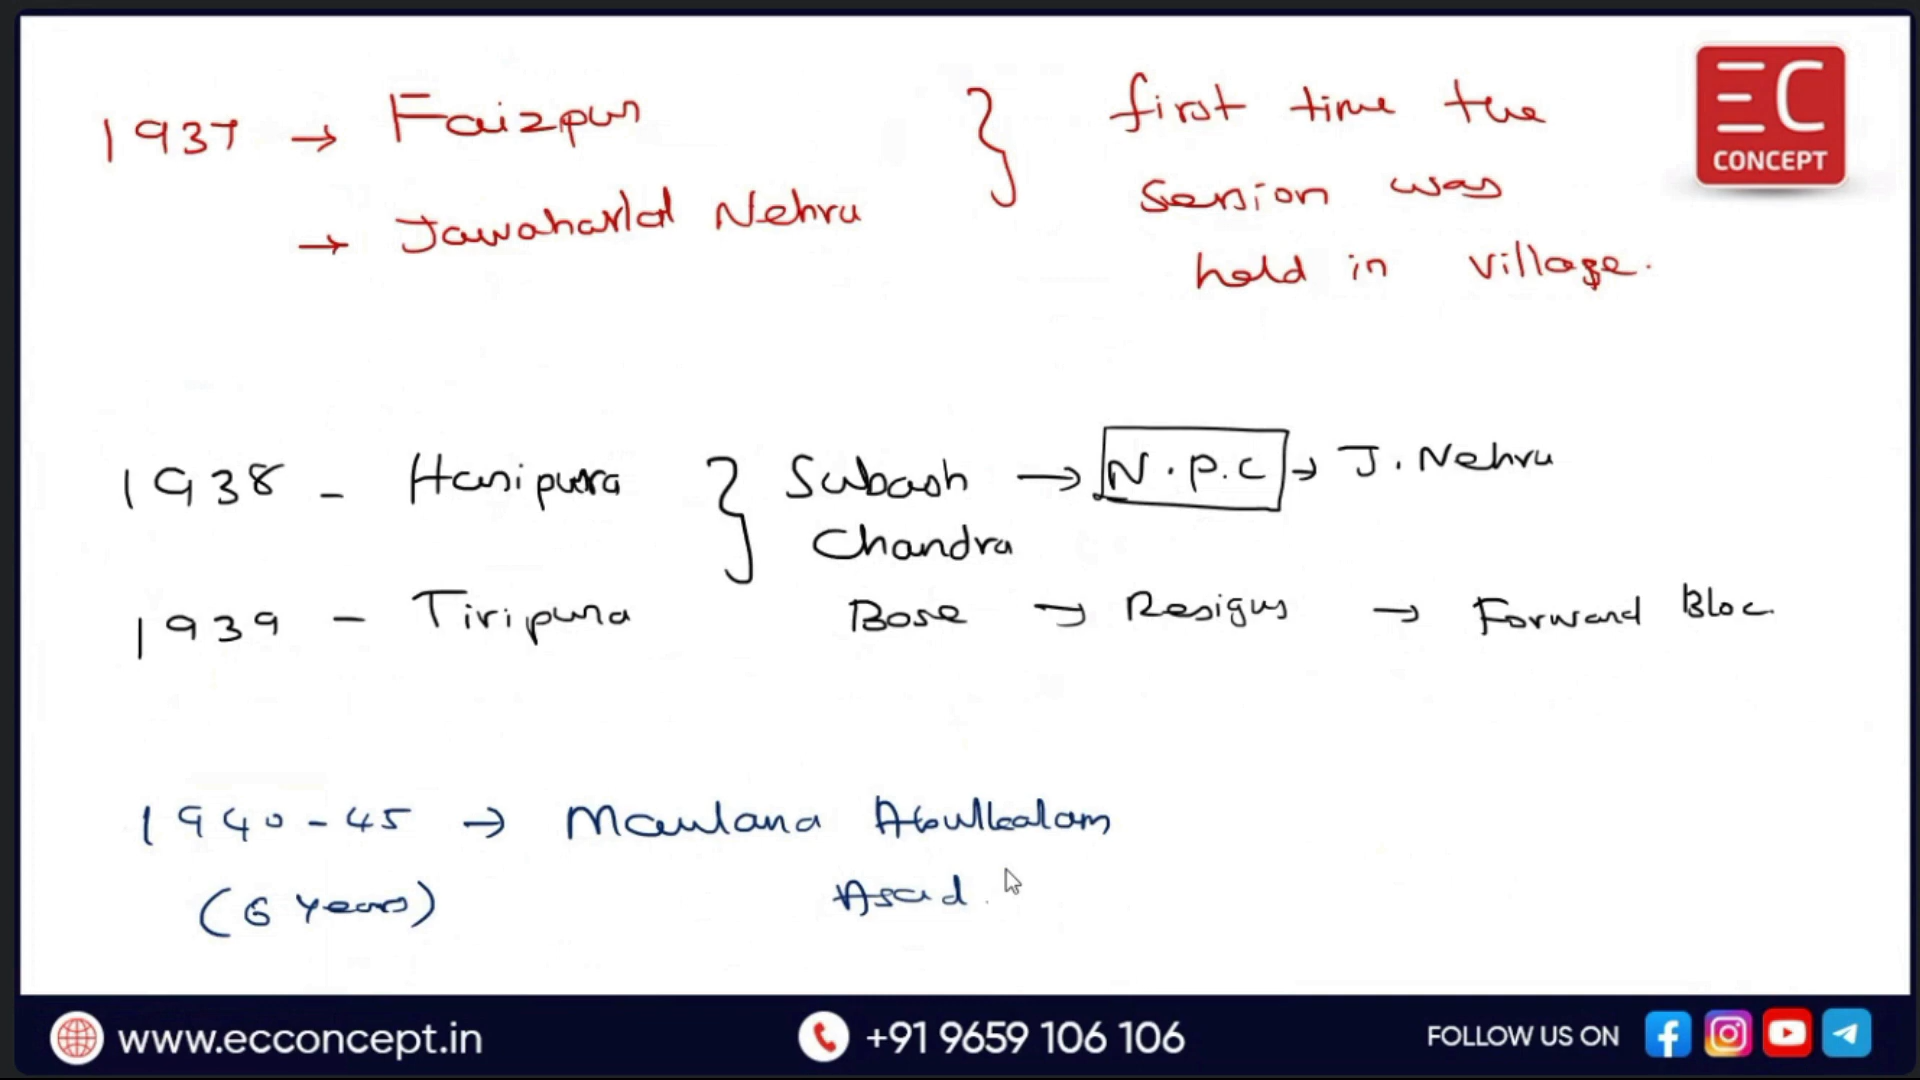 1937 → Faizpur } first time the
→ Jawaharlal Nehru session was
held in village.
EC
CONCEPT
1938 - Haripura } Subash → N.P.C → J. Nehru
Chandra
1939 - Tiripura Bose → Resigns → Forward Bloc.
1940-45 → Maulana Abulkalam
(6 years) Asad.
www.ecconcept.in +91 9659 106 106 FOLLOW US ON